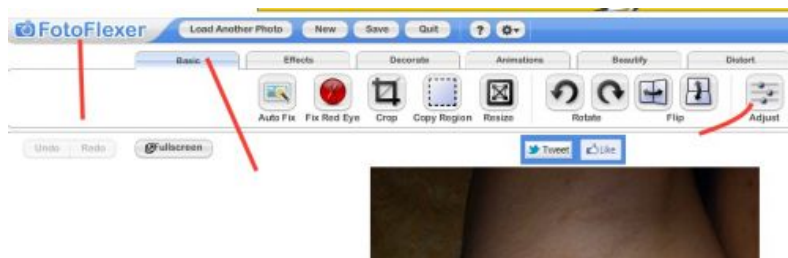 FotoFlexer Load Another Photo New Save Quit ?
Basic Effects Decorate Animations Beautify Distort
Auto Fix Fix Red Eye Crop Copy Region Resize Rotate Flip Adjust
Undo Redo Fullscreen Tweet Like